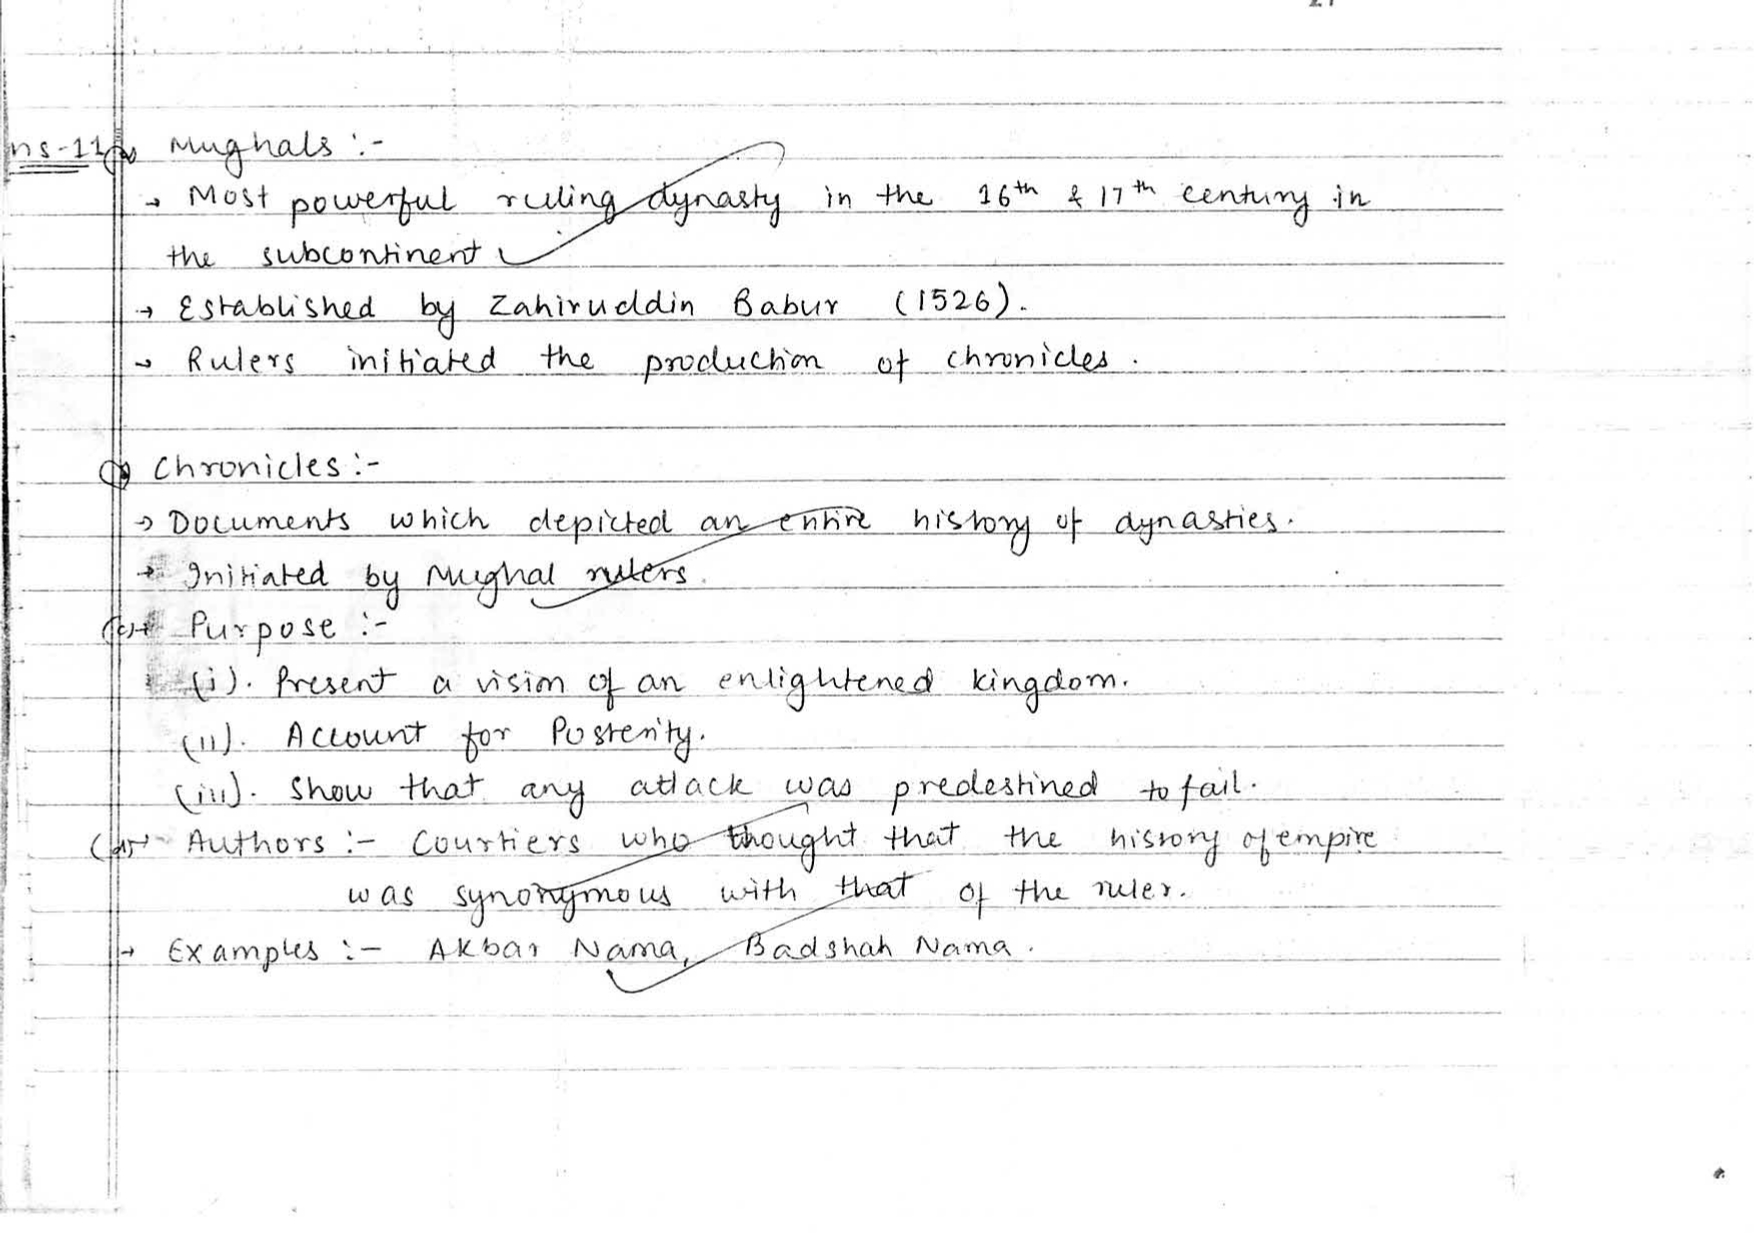 ns-11 Mughals :-
→ Most powerful ruling dynasty in the 16th & 17th century in
the subcontinent
→ Established by Zahiruddin Babur (1526).
→ Rulers initiated the production of chronicles.
Chronicles :-
→ Documents which depicted an entire history of dynasties.
→ Initiated by Mughal rulers.
Purpose :-
(i). Present a vision of an enlightened kingdom.
(ii). Account for Posterity.
(iii). Show that any attack was predestined to fail.
Authors :- Courtiers who thought that the history of empire
was synonymous with that of the ruler.
→ Examples :- Akbar Nama, Badshah Nama.